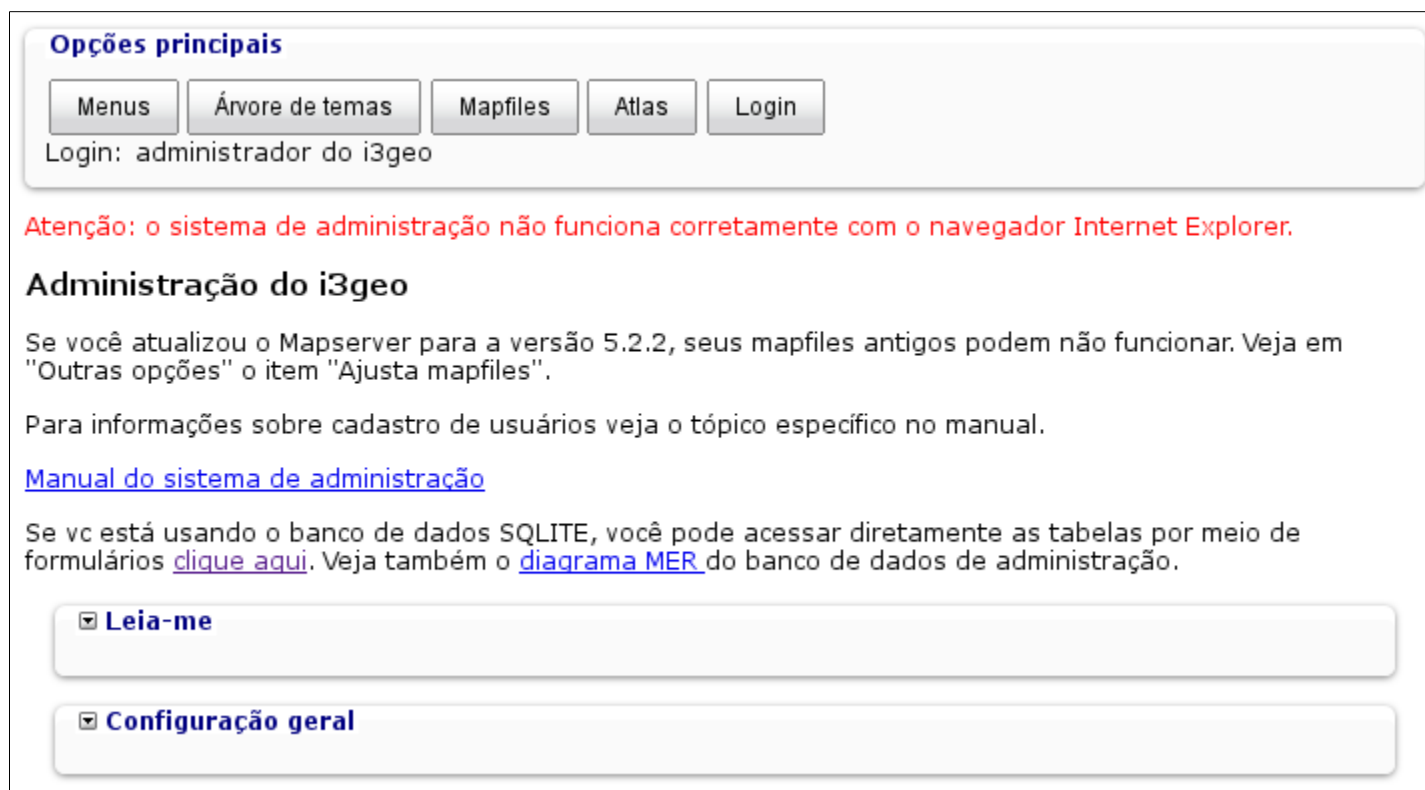 Opções principais
Menus Árvore de temas Mapfiles Atlas Login
Login: administrador do i3geo
Atenção: o sistema de administração não funciona corretamente com o navegador Internet Explorer.
Administração do i3geo
Se você atualizou o Mapserver para a versão 5.2.2, seus mapfiles antigos podem não funcionar. Veja em
"Outras opções" o item "Ajusta mapfiles".
Para informações sobre cadastro de usuários veja o tópico específico no manual.
Manual do sistema de administração
Se vc está usando o banco de dados SQLITE, você pode acessar diretamente as tabelas por meio de
formulários clique aqui. Veja também o diagrama MER do banco de dados de administração.
Leia-me
Configuração geral